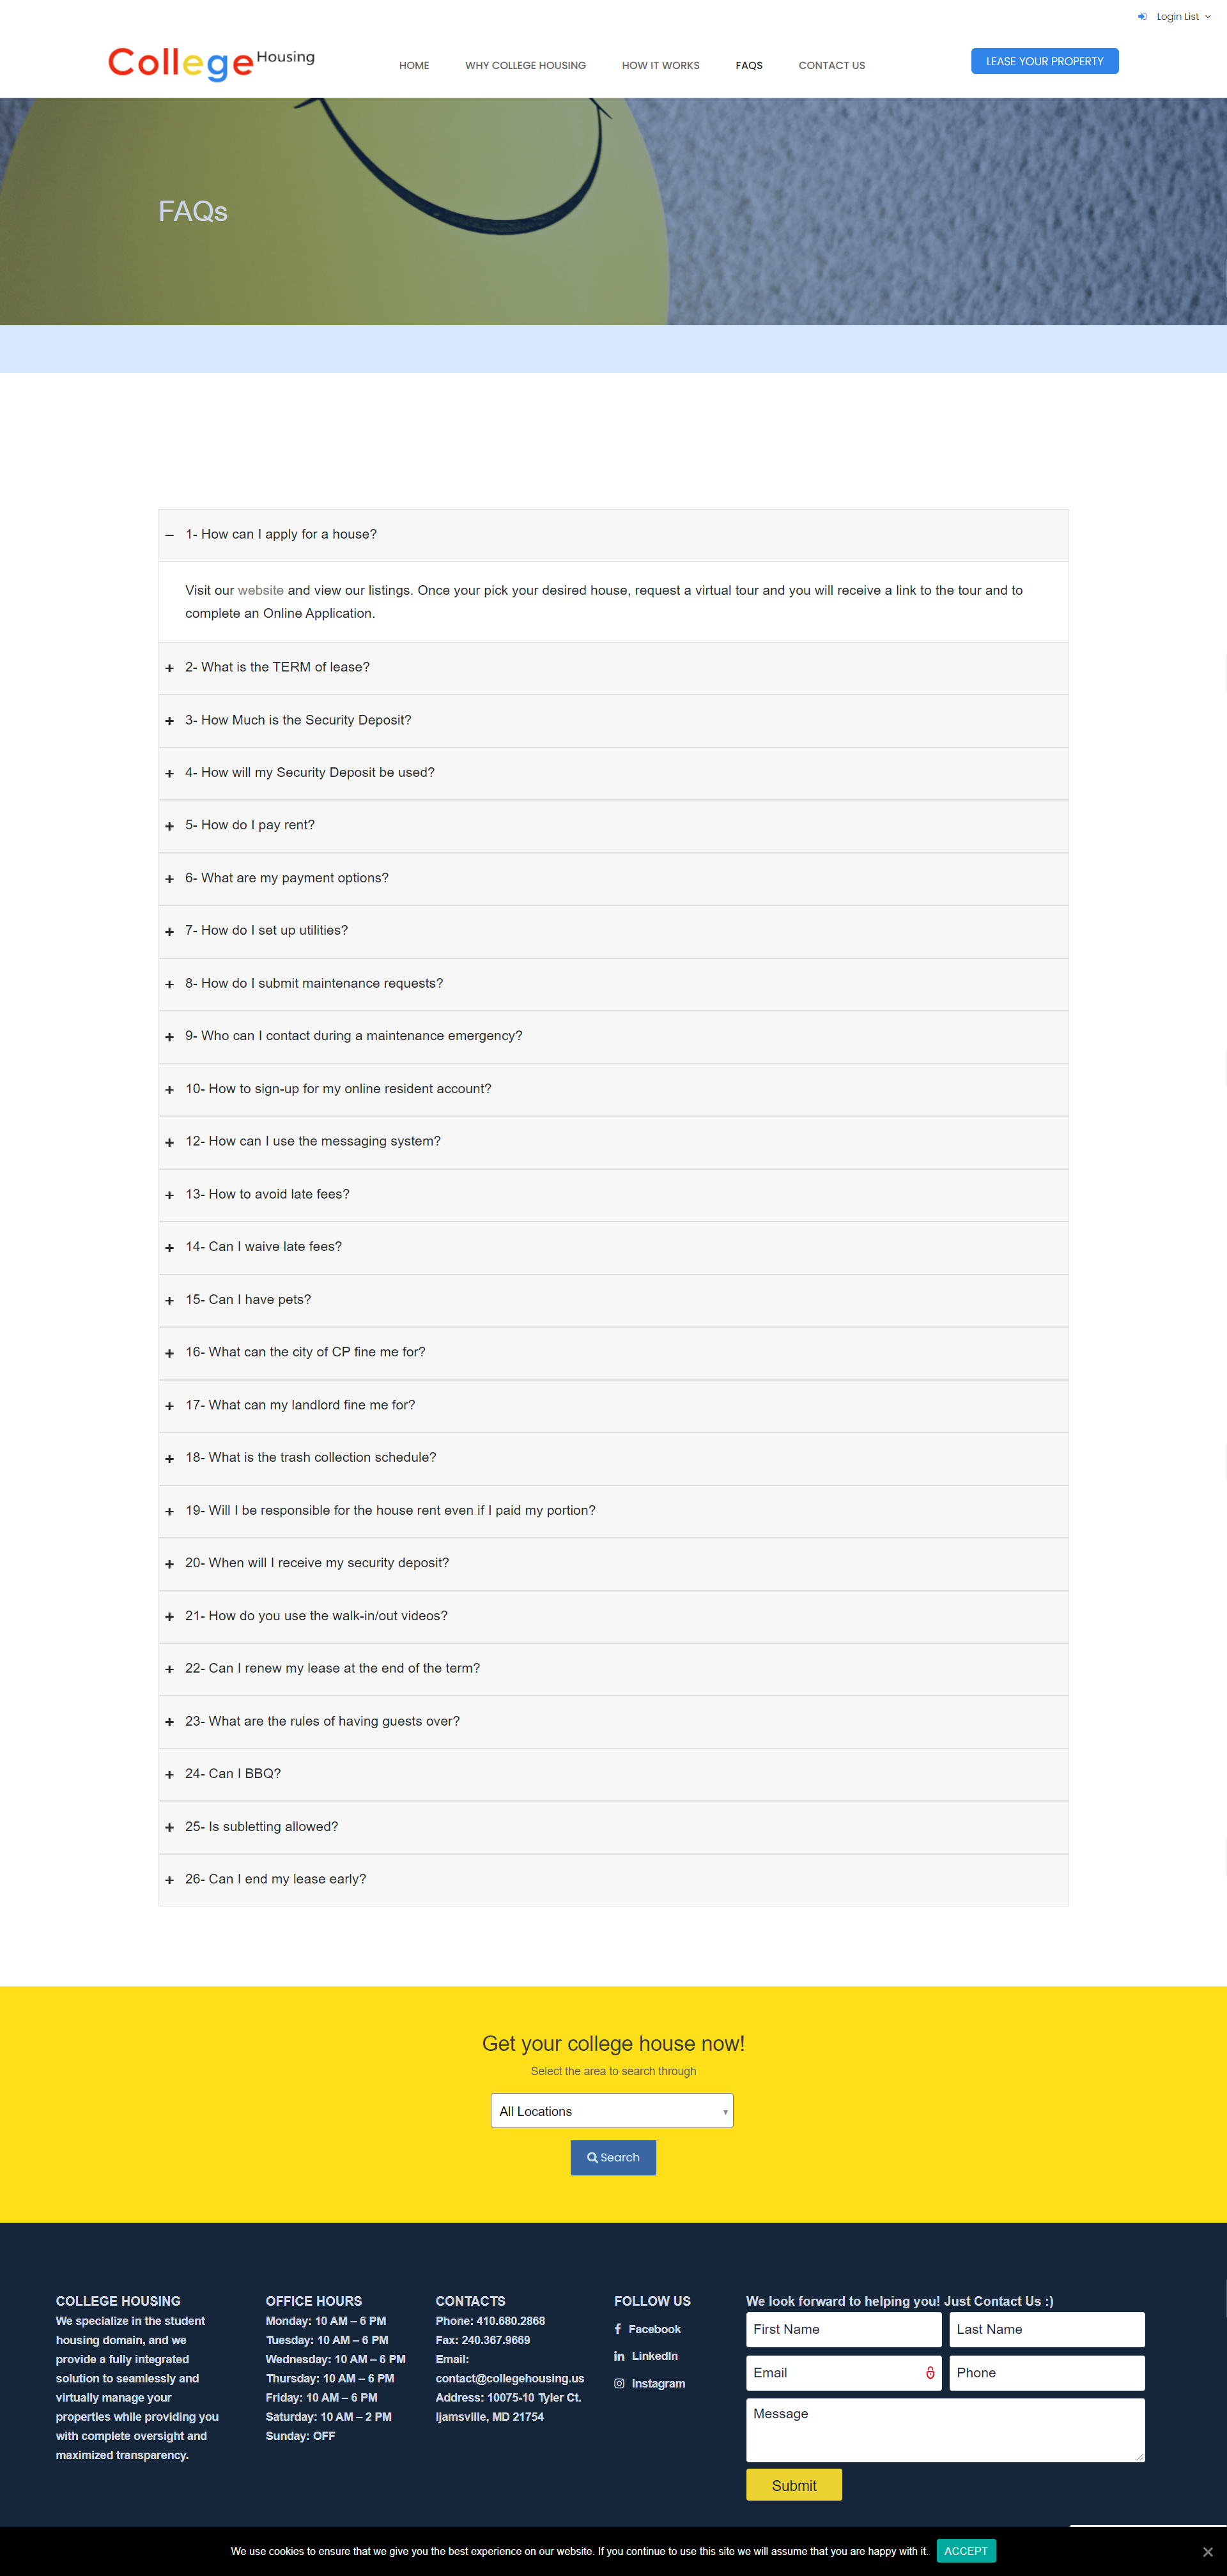 Login List
College Housing
HOME WHY COLLEGE HOUSING HOW IT WORKS FAQS CONTACT US
LEASE YOUR PROPERTY
FAQs
1- How can I apply for a house?
Visit our website and view our listings. Once your pick your desired house, request a virtual tour and you will receive a link to the tour and to
complete an Online Application.
2- What is the TERM of lease?
3- How Much is the Security Deposit?
4- How will my Security Deposit be used?
5- How do I pay rent?
6- What are my payment options?
7- How do I set up utilities?
8- How do I submit maintenance requests?
9- Who can I contact during a maintenance emergency?
10- How to sign-up for my online resident account?
12- How can I use the messaging system?
13- How to avoid late fees?
14- Can I waive late fees?
15- Can I have pets?
16- What can the city of CP fine me for?
17- What can my landlord fine me for?
18- What is the trash collection schedule?
19- Will I be responsible for the house rent even if I paid my portion?
20- When will I receive my security deposit?
21- How do you use the walk-in/out videos?
22- Can I renew my lease at the end of the term?
23- What are the rules of having guests over?
24- Can I BBQ?
25- Is subletting allowed?
26- Can I end my lease early?
Get your college house now!
Select the area to search through
All Locations
Search
COLLEGE HOUSING
We specialize in the student
housing domain, and we
provide a fully integrated
solution to seamlessly and
virtually manage your
properties while providing you
with complete oversight and
maximized transparency.
OFFICE HOURS
Monday: 10 AM – 6 PM
Tuesday: 10 AM – 6 PM
Wednesday: 10 AM – 6 PM
Thursday: 10 AM – 6 PM
Friday: 10 AM – 6 PM
Saturday: 10 AM – 2 PM
Sunday: OFF
CONTACTS
Phone: 410.680.2868
Fax: 240.367.9669
Email:
contact@collegehousing.us
Address: 10075-10 Tyler Ct.
Ijamsville, MD 21754
FOLLOW US
Facebook
LinkedIn
Instagram
We look forward to helping you! Just Contact Us :)
First Name
Last Name
Email
Phone
Message
Submit
We use cookies to ensure that we give you the best experience on our website. If you continue to use this site we will assume that you are happy with it.
ACCEPT